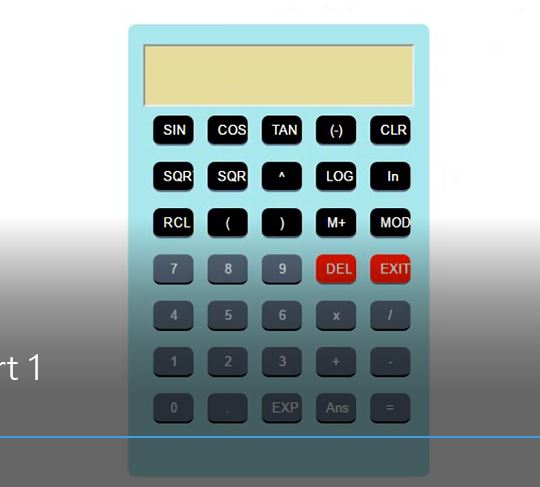 SIN COS TAN (-) CLR
SQR SQR ^ LOG In
RCL ( ) M+ MOD
7 8 9 DEL EXIT
4 5 6 x /
1 2 3 + -
rt 1
0 . EXP Ans =